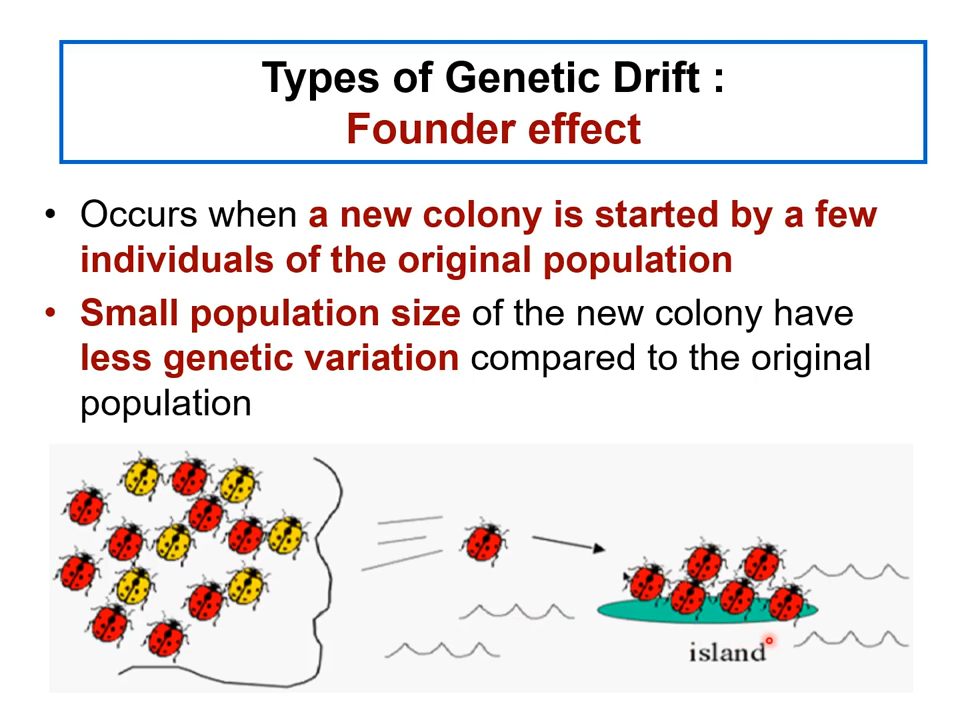 Types of Genetic Drift :
Founder effect
• Occurs when a new colony is started by a few
individuals of the original population
• Small population size of the new colony have
less genetic variation compared to the original
population
island